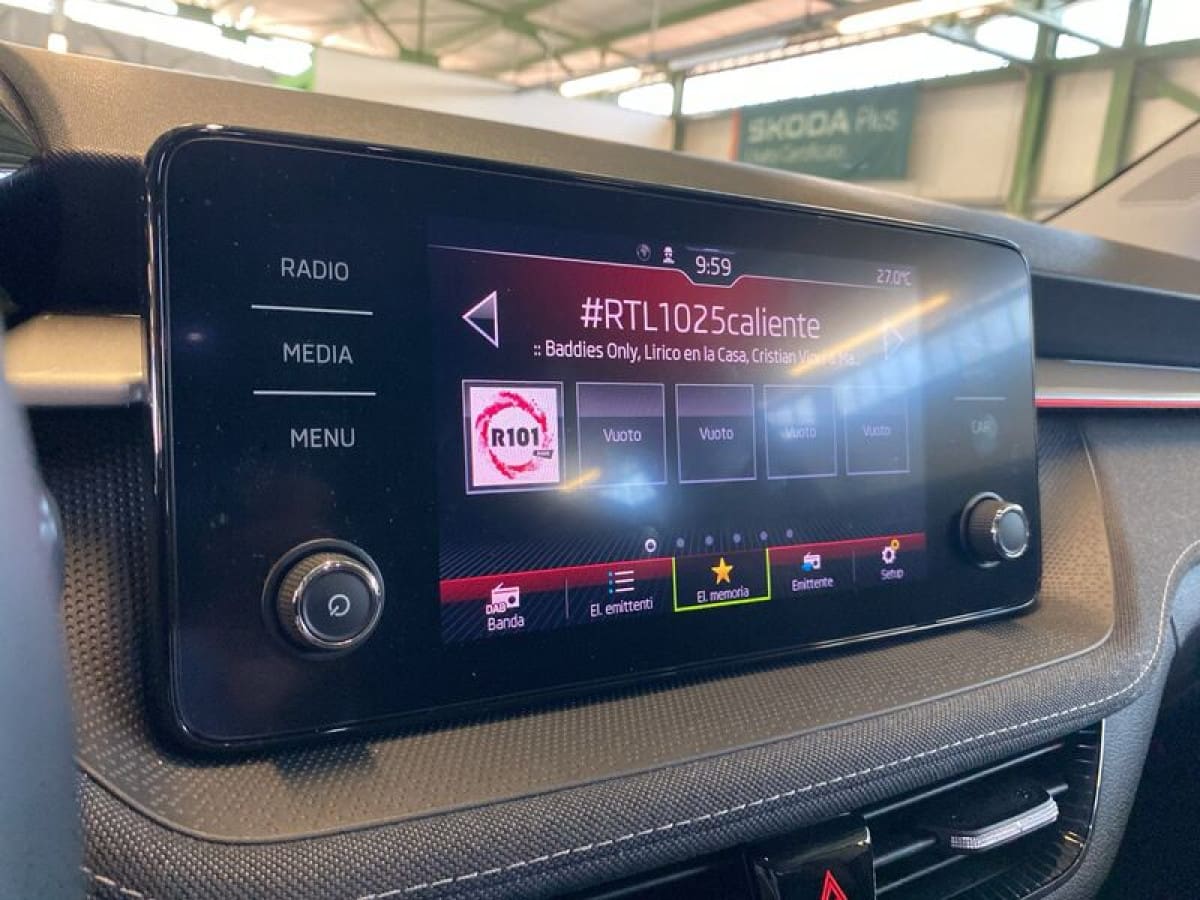 SKODA Plus
RADIO
MEDIA
MENU
9:59
27.0°C
#RTL1025caliente
:: Baddies Only, Lirico en la Casa, Cristian
R101
Vuoto
Vuoto
Vuoto
Vuoto
CAR
DAB
Banda
El. emittenti
El. memoria
Emittente
Setup